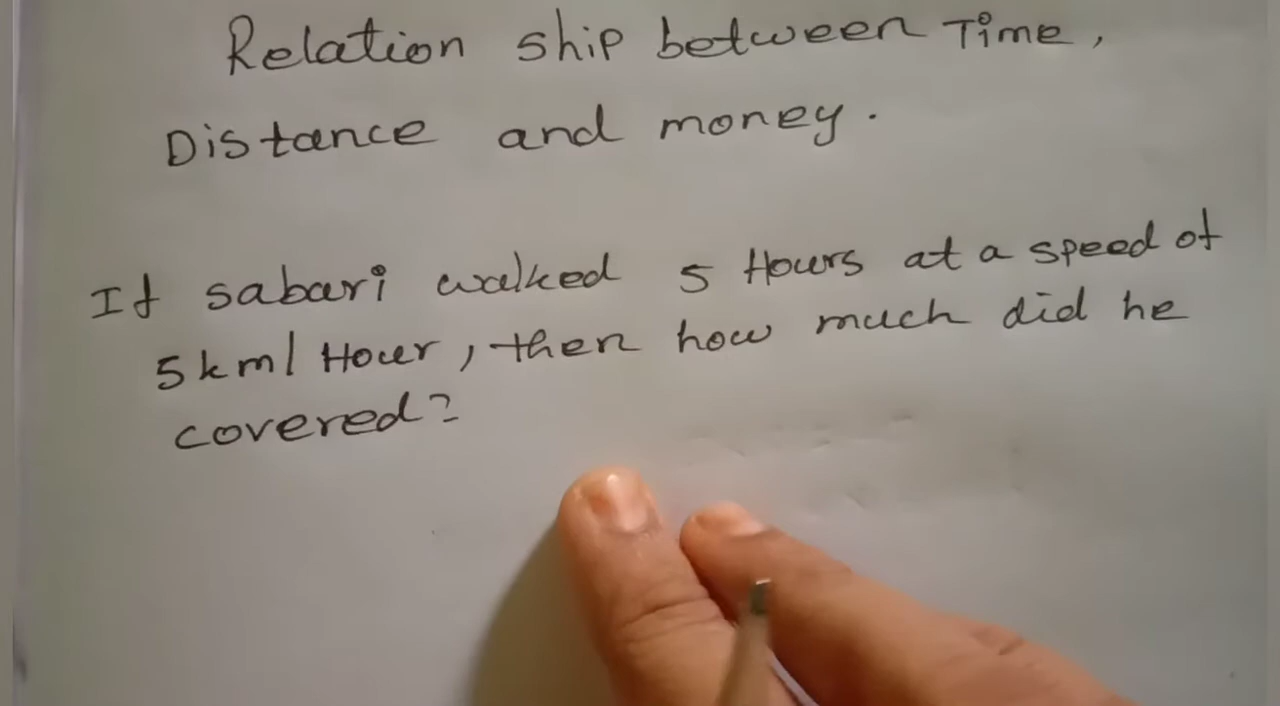 Relation ship between Time,
Distance and money.
If sabari walked 5 Hours at a speed of
5km/Hour, then how much did he
covered?